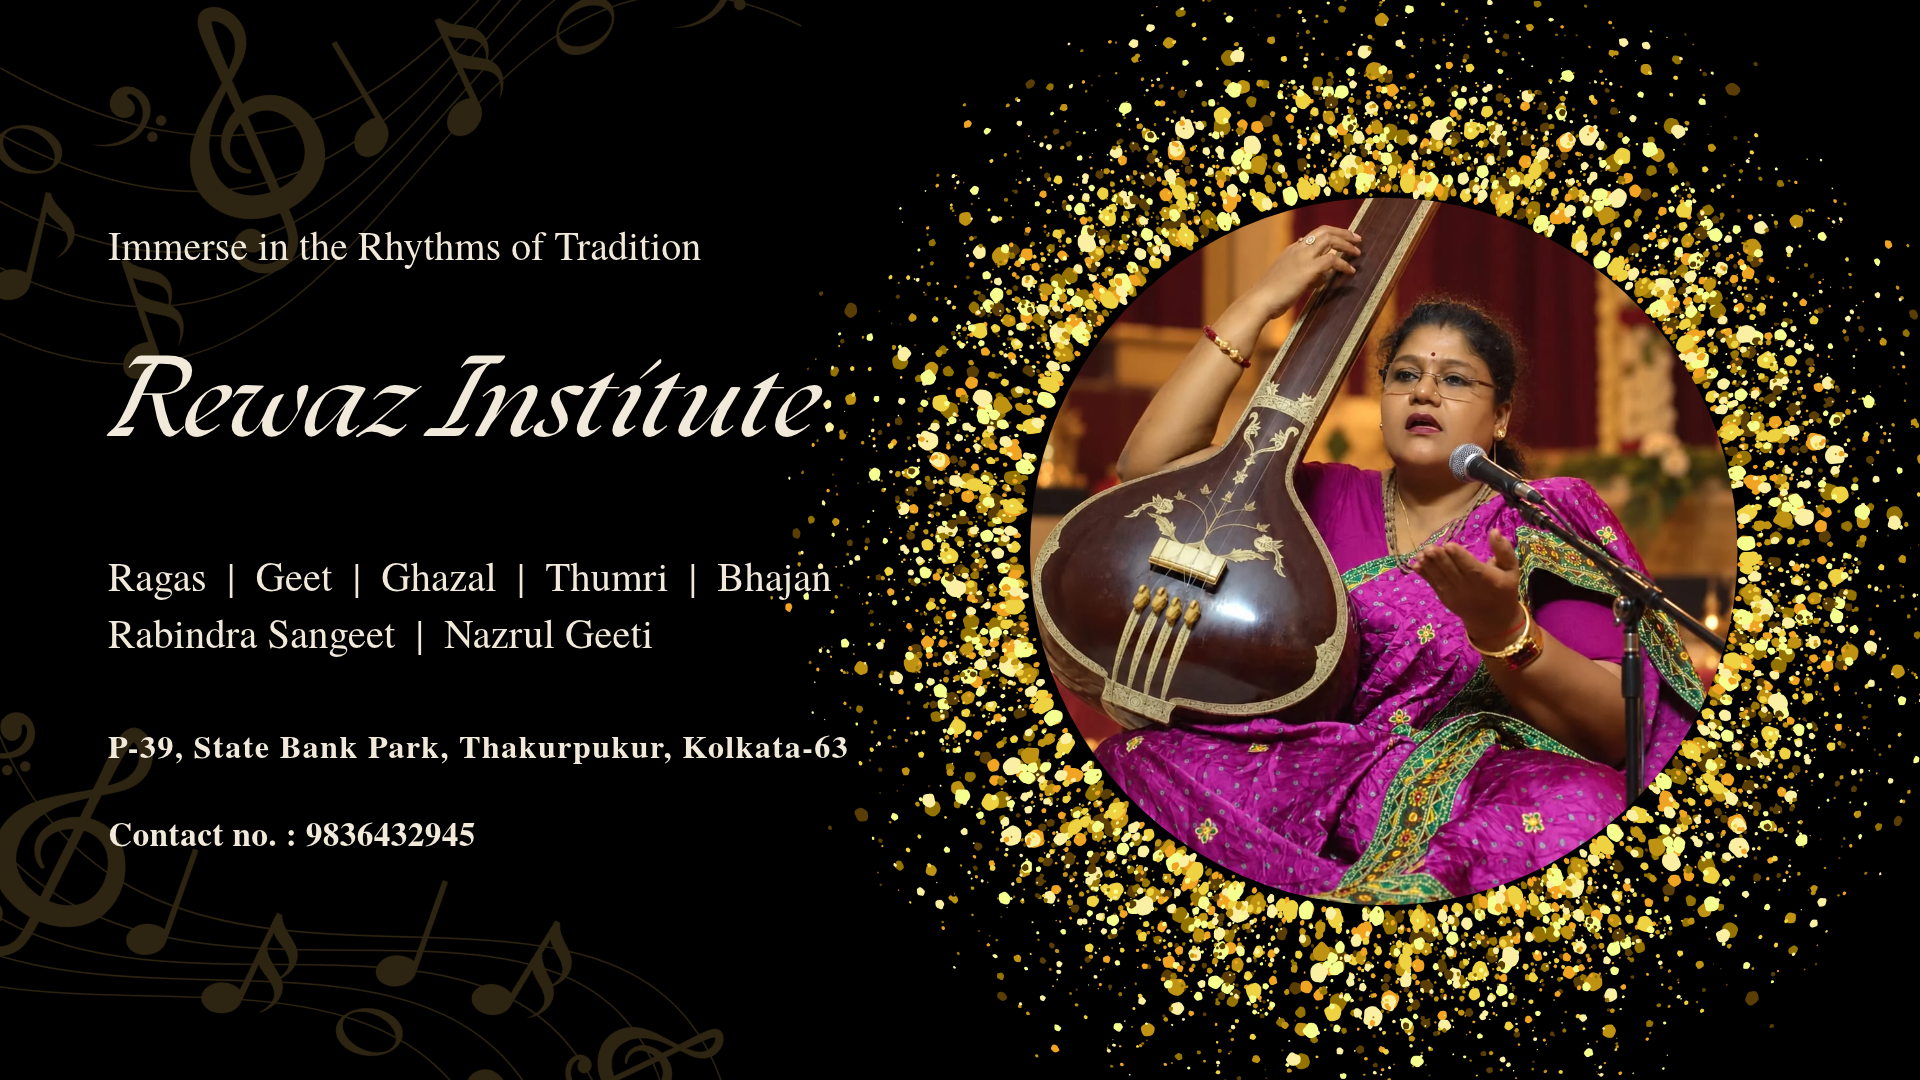 Immerse in the Rhythms of Tradition
Rewaz Institute
Ragas | Geet | Ghazal | Thumri | Bhajan
Rabindra Sangeet | Nazrul Geeti
P-39, State Bank Park, Thakurpukur, Kolkata-63
Contact no. : 9836432945